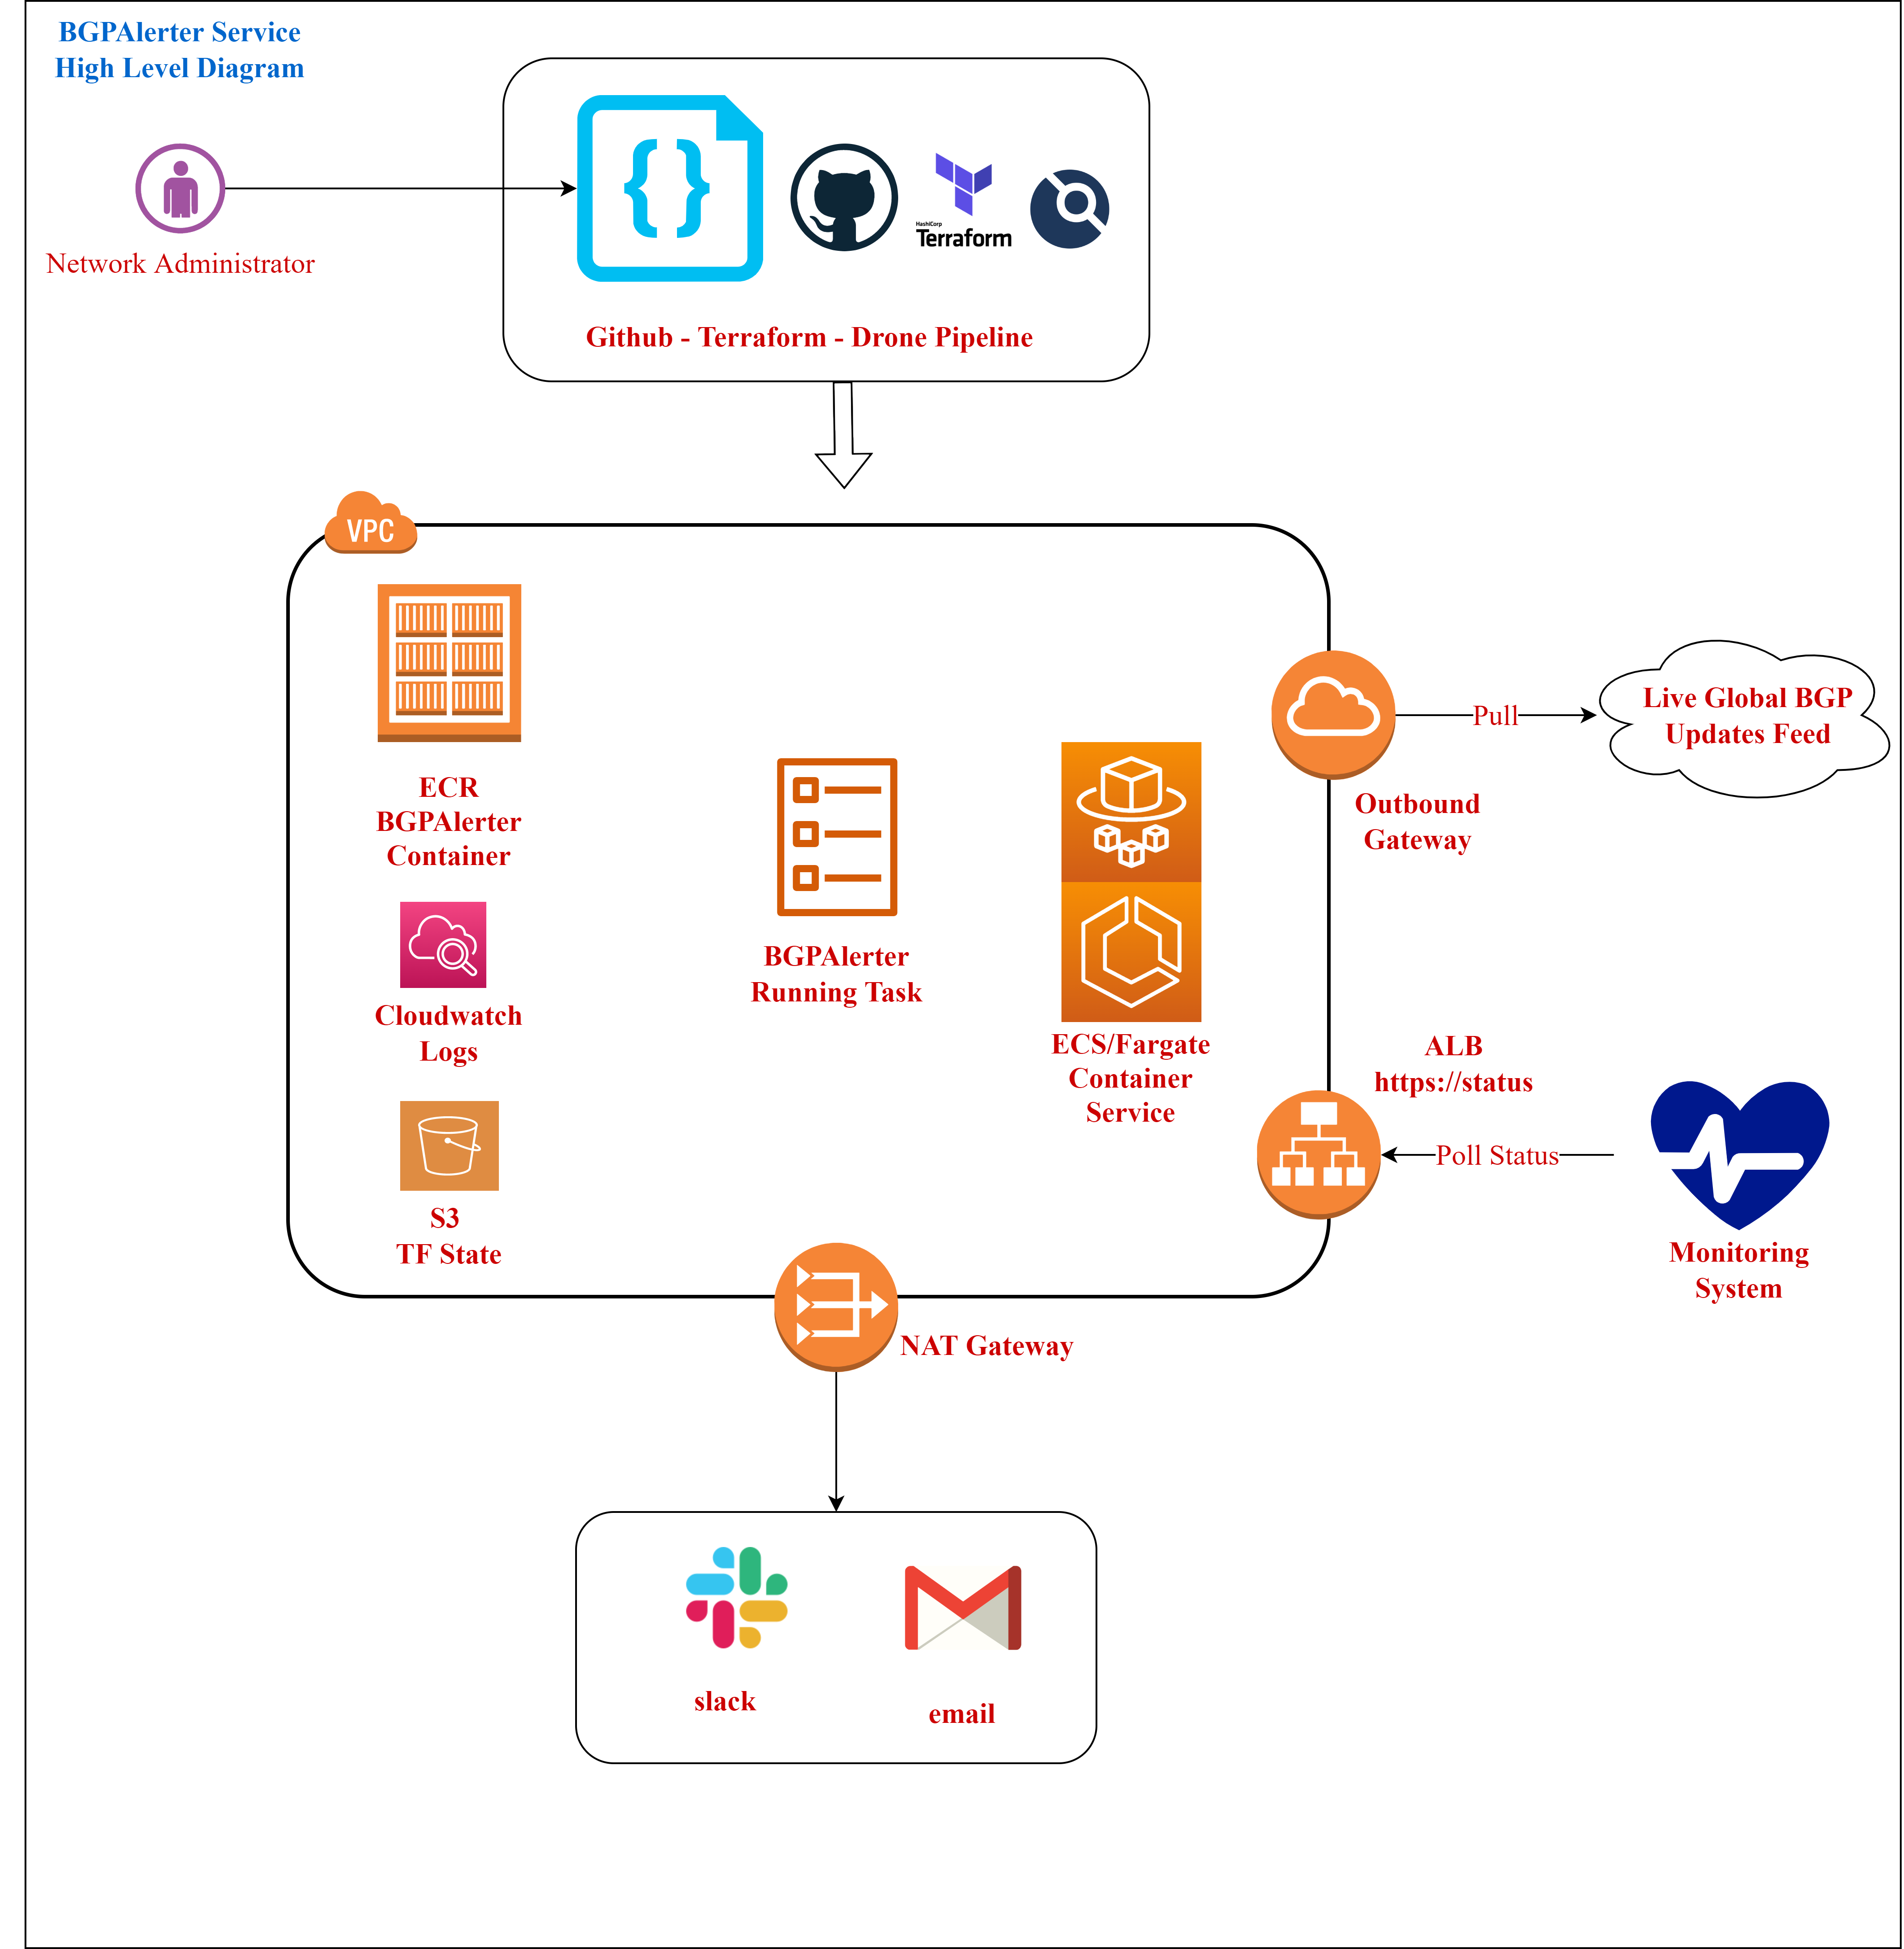 BGPAlerter Service
High Level Diagram
Network Administrator
HashiCorp
Terraform
Github - Terraform - Drone Pipeline
VPC
ECR
BGPAlerter
Container
Cloudwatch
Logs
S3
TF State
BGPAlerter
Running Task
ECS/Fargate
Container
Service
Pull
Live Global BGP
Updates Feed
Outbound
Gateway
ALB
https://status
Poll Status
Monitoring
System
NAT Gateway
slack
email